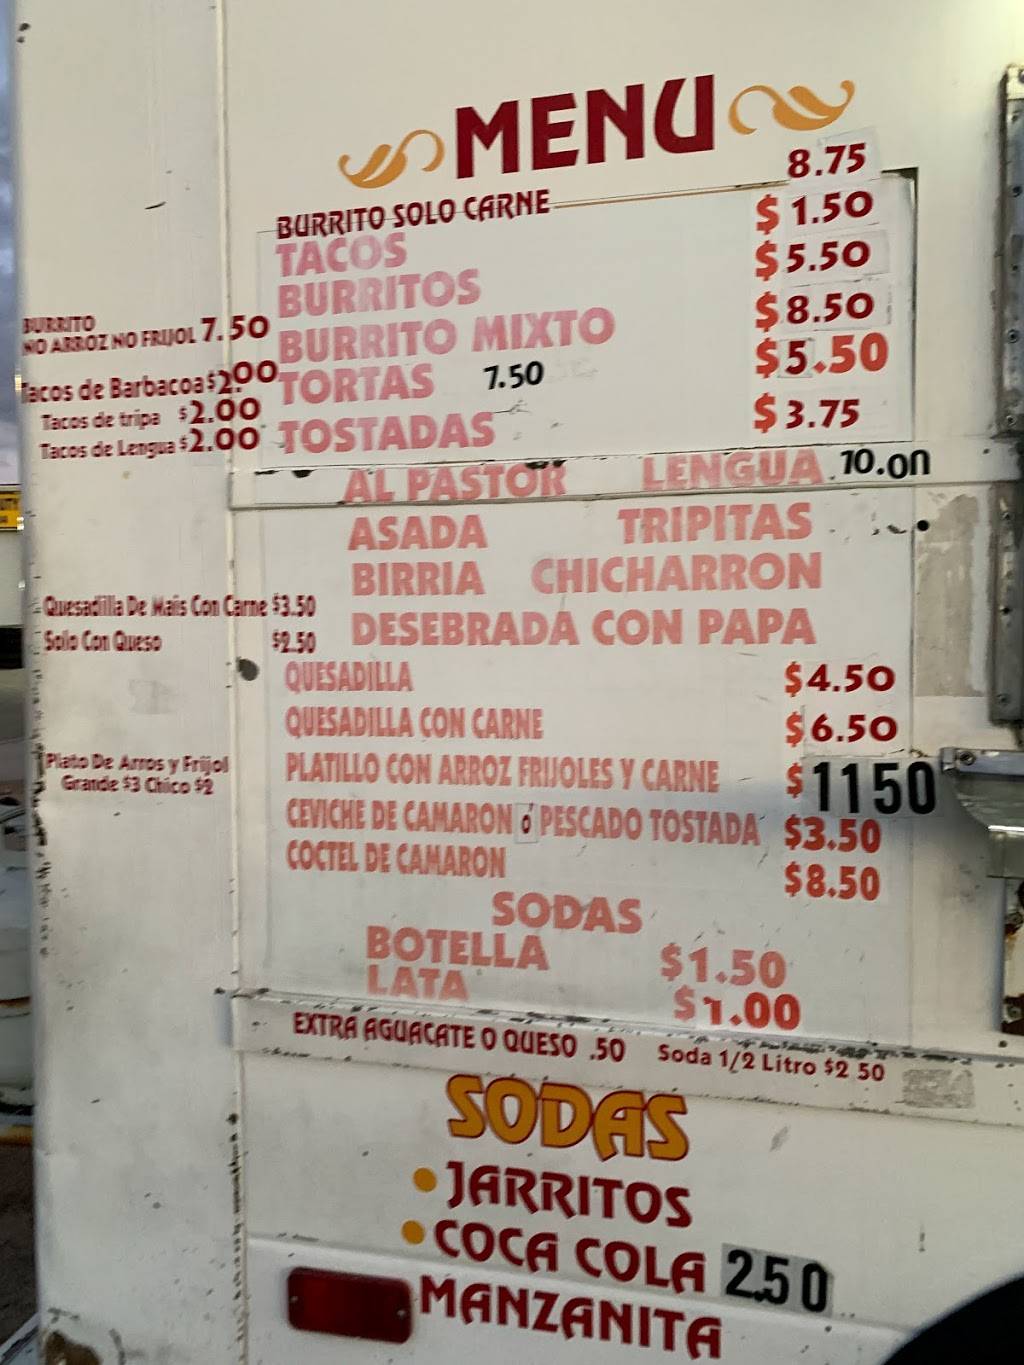 MENU
BURRITO SOLO CARNE 8.75
TACOS $1.50
BURRITOS $5.50
BURRITO MIXTO $8.50
TORTAS 7.50 $5.50
TOSTADAS $3.75
BURRITO
NO ARROZ NO FRIJOL 7.50
Tacos de Barbacoa $2.00
Tacos de tripa $2.00
Tacos de Lengua $2.00
AL PASTOR LENGUA 10.00
ASADA TRIPITAS
BIRRIA CHICHARRON
DESEBRADA CON PAPA
Quesadilla De Mais Con Carne $3.50
Solo Con Queso $2.50
QUESADILLA $4.50
QUESADILLA CON CARNE $6.50
PLATILLO CON ARROZ FRIJOLES Y CARNE $1150
CEVICHE DE CAMARON ó PESCADO TOSTADA $3.50
COCTEL DE CAMARON $8.50
Plato De Arros y Frijol
Grande $3 Chico $2
SODAS
BOTELLA $1.50
LATA $1.00
EXTRA AGUACATE O QUESO .50 Soda 1/2 Litro $2 50
SODAS
• JARRITOS
• COCA COLA 2.50
MANZANITA